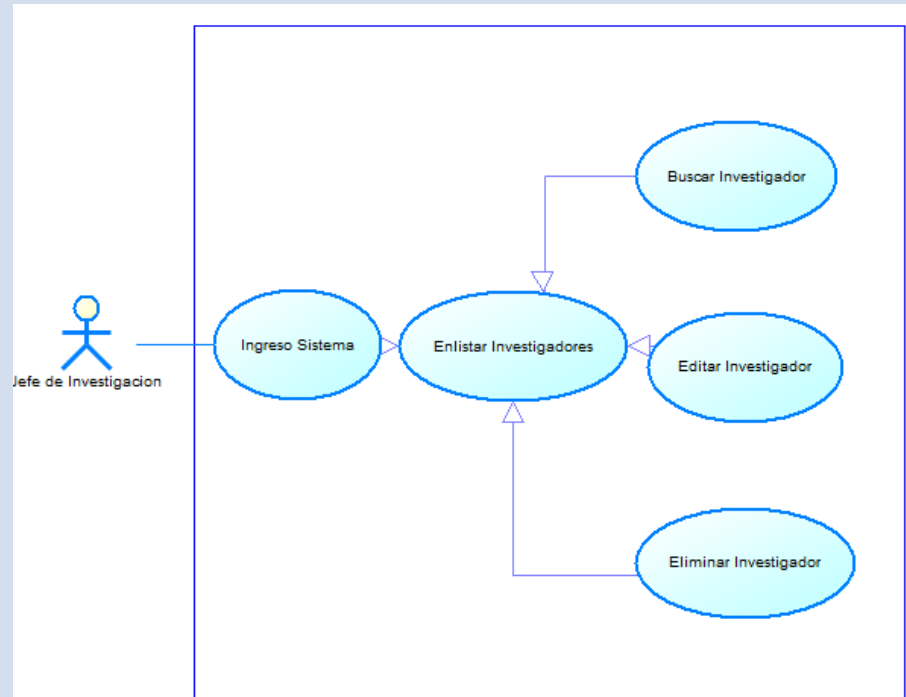 Buscar Investigador
Ingreso Sistema
Enlistar Investigadores
Editar Investigador
Jefe de Investigacion
Eliminar Investigador